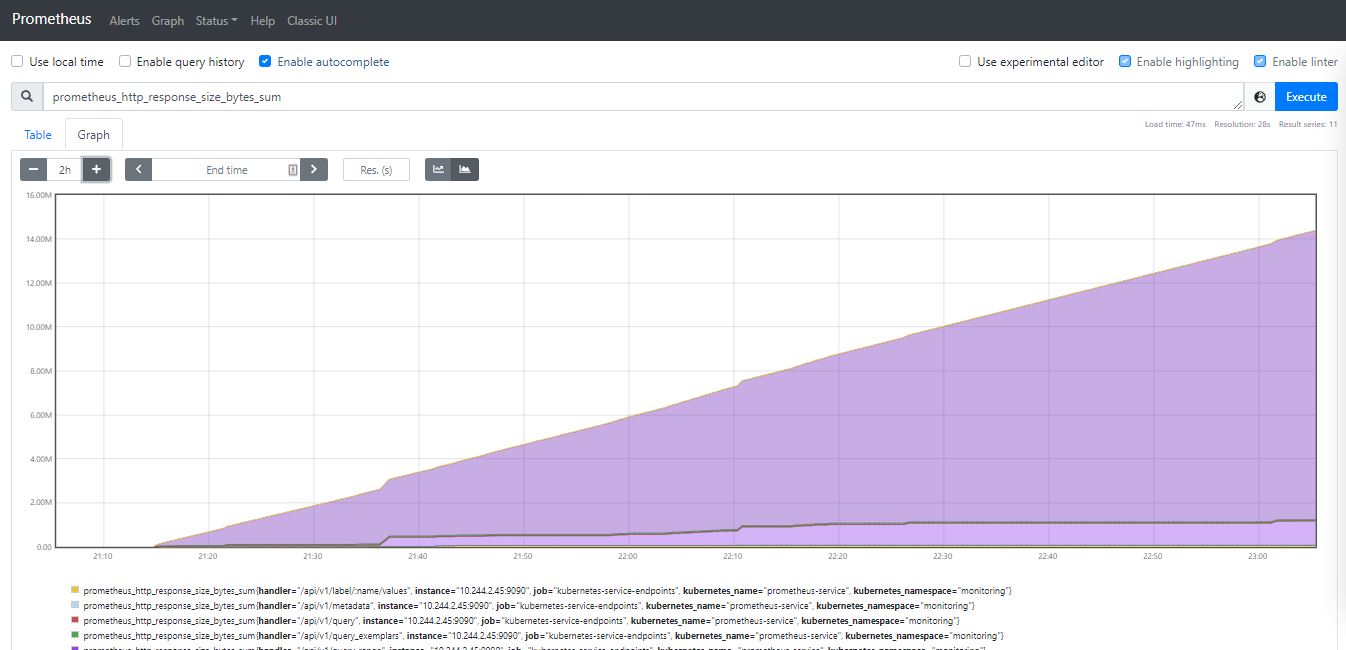 Prometheus Alerts Graph Status Help Classic UI
Use local time Enable query history Enable autocomplete Use experimental editor Enable highlighting Enable linter
prometheus_http_response_size_bytes_sum Execute
Load time: 47ms Resolution: 28s Result series: 11
Table Graph
2h End time Res. (s)
16.00M
14.00M
12.00M
10.00M
8.00M
6.00M
4.00M
2.00M
0.00
21:10 21:20 21:30 21:40 21:50 22:00 22:10 22:20 22:30 22:40 22:50 23:00
prometheus_http_response_size_bytes_sum{handler="/api/v1/label/:name/values", instance="10.244.2.45:9090", job="kubernetes-service-endpoints", kubernetes_name="prometheus-service", kubernetes_namespace="monitoring"}
prometheus_http_response_size_bytes_sum{handler="/api/v1/metadata", instance="10.244.2.45:9090", job="kubernetes-service-endpoints", kubernetes_name="prometheus-service", kubernetes_namespace="monitoring"}
prometheus_http_response_size_bytes_sum{handler="/api/v1/query", instance="10.244.2.45:9090", job="kubernetes-service-endpoints", kubernetes_name="prometheus-service", kubernetes_namespace="monitoring"}
prometheus_http_response_size_bytes_sum{handler="/api/v1/query_exemplars", instance="10.244.2.45:9090", job="kubernetes-service-endpoints", kubernetes_name="prometheus-service", kubernetes_namespace="monitoring"}